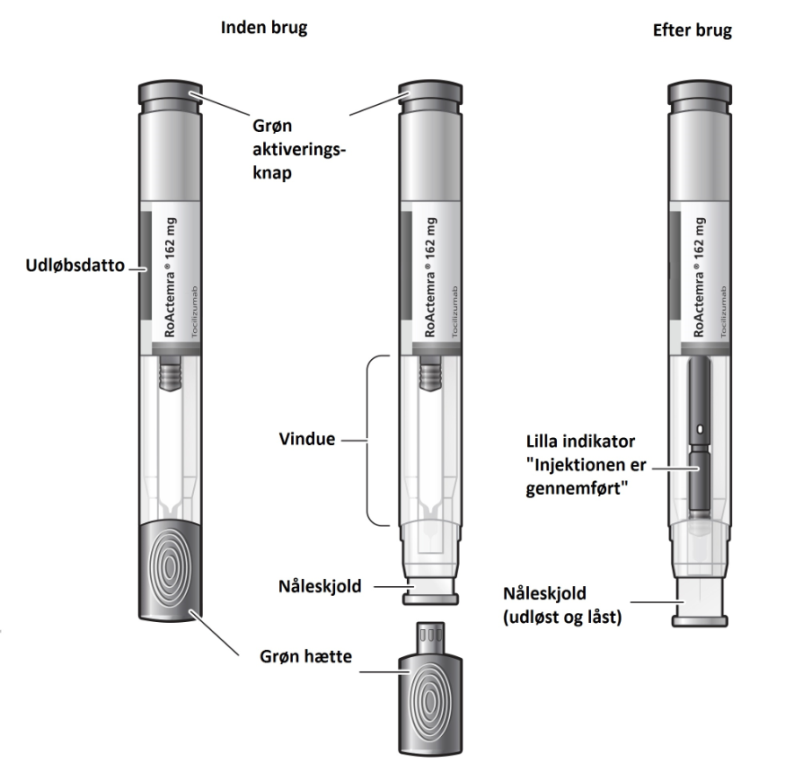 Inden brug
Efter brug
Grøn
aktiverings-
knap
Udløbsdatto
RoActemra® 162 mg
Tocilizumab
RoActemra® 162 mg
Tocilizumab
RoActemra® 162 mg
Tocilizumab
Vindue
Lilla indikator
"Injektionen er
gennemført"
Nåleskjold
Nåleskjold
(udløst og låst)
Grøn hætte